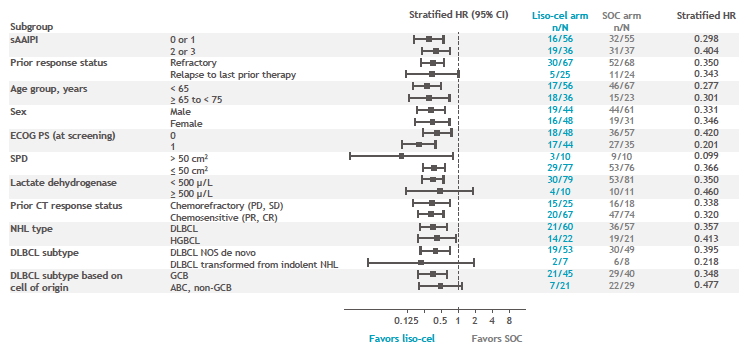 Stratified HR (95% CI) Liso-cel arm SOC arm Stratified HR
Subgroup n/N n/N
sAAIPI 0 or 1 16/56 32/55 0.298
2 or 3 19/36 31/37 0.404
Prior response status Refractory 30/67 52/68 0.350
Relapse to last prior therapy 5/25 11/24 0.343
Age group, years < 65 17/56 46/67 0.277
≥ 65 to < 75 18/36 15/23 0.301
Sex Male 19/44 44/61 0.331
Female 16/48 19/31 0.346
ECOG PS (at screening) 0 18/48 36/57 0.420
1 17/44 27/35 0.201
SPD > 50 cm² 3/10 9/10 0.099
≤ 50 cm² 29/77 53/76 0.366
Lactate dehydrogenase < 500 µ/L 30/79 53/81 0.350
≥ 500 µ/L 4/10 10/11 0.460
Prior CT response status Chemorefractory (PD, SD) 15/25 16/18 0.338
Chemosensitive (PR, CR) 20/67 47/74 0.320
NHL type DLBCL 21/60 36/57 0.357
HGBCL 14/22 19/21 0.413
DLBCL subtype DLBCL NOS de novo 19/53 30/49 0.395
DLBCL transformed from indolent NHL 2/7 6/8 0.218
DLBCL subtype based on GCB 21/45 29/40 0.348
cell of origin ABC, non-GCB 7/21 22/29 0.477
0.125 0.5 1 2 4 8
Favors liso-cel Favors SOC